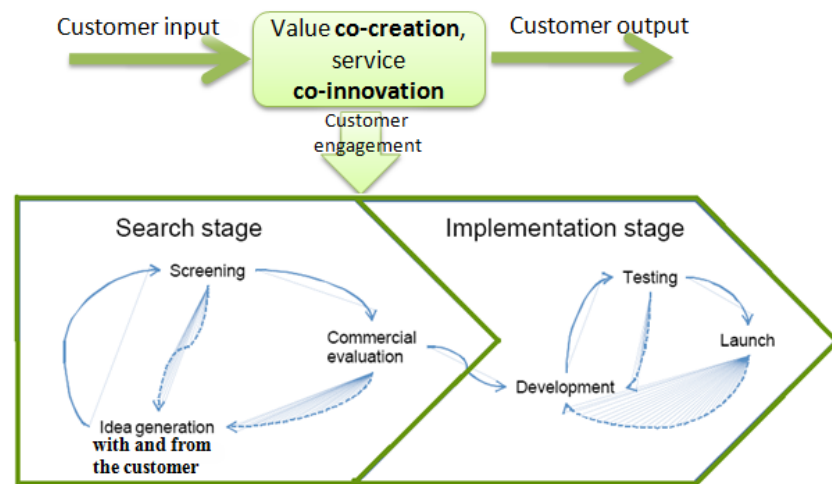 Customer input
Value co-creation,
service
co-innovation
Customer output
Customer
engagement
Search stage
Screening
Commercial
evaluation
Idea generation
with and from
the customer
Implementation stage
Testing
Launch
Development